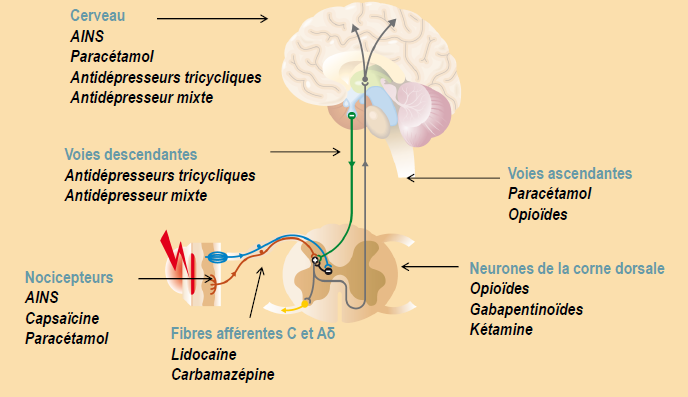 Cerveau
AINS
Paracétamol
Antidépresseurs tricycliques
Antidépresseur mixte
Voies descendantes
Antidépresseurs tricycliques
Antidépresseur mixte
Voies ascendantes
Paracétamol
Opioïdes
Nocicepteurs
AINS
Capsaïcine
Paracétamol
Fibres afférentes C et Aδ
Lidocaïne
Carbamazépine
Neurones de la corne dorsale
Opioïdes
Gabapentinoïdes
Kétamine